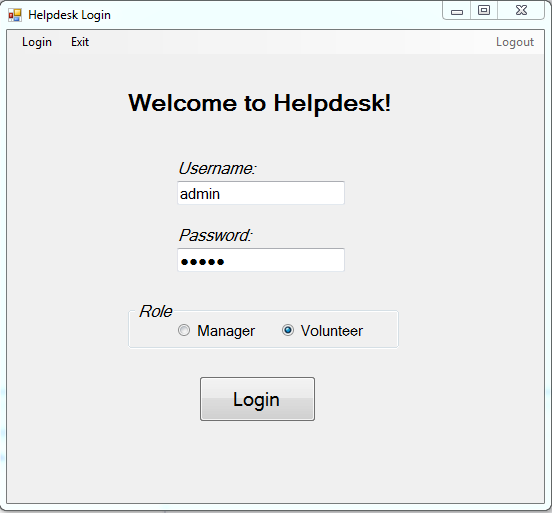 Helpdesk Login
Login Exit Logout
Welcome to Helpdesk!
Username:
admin
Password:
●●●●●
Role
Manager Volunteer
Login